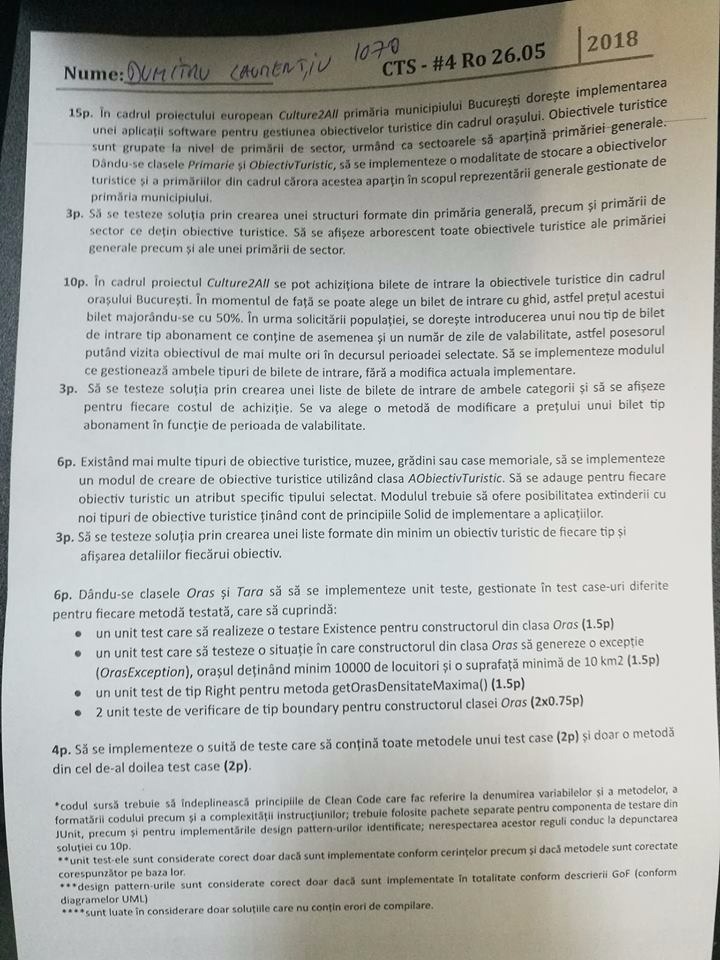 Nume: DUMITRU LAURENȚIU 1070 CTS - #4 Ro 26.05 2018
15p. În cadrul proiectului european Culture2All primăria municipiului București dorește implementarea
unei aplicații software pentru gestiunea obiectivelor turistice din cadrul orașului. Obiectivele turistice
sunt grupate la nivel de primării de sector, urmând ca sectoarele să aparțină primăriei generale.
Dându-se clasele Primarie și ObiectivTuristic, să se implementeze o modalitate de stocare a obiectivelor
turistice și a primăriilor din cadrul cărora acestea aparțin în scopul reprezentării generale gestionate de
primăria municipiului.
3p. Să se testeze soluția prin crearea unei structuri formate din primăria generală, precum și primării de
sector ce dețin obiective turistice. Să se afișeze arborescent toate obiectivele turistice ale primăriei
generale precum și ale unei primării de sector.
10p. În cadrul proiectul Culture2All se pot achiziționa bilete de intrare la obiectivele turistice din cadrul
orașului București. În momentul de față se poate alege un bilet de intrare cu ghid, astfel prețul acestui
bilet majorându-se cu 50%. În urma solicitării populației, se dorește introducerea unui nou tip de bilet
de intrare tip abonament ce conține de asemenea și un număr de zile de valabilitate, astfel posesorul
putând vizita obiectivul de mai multe ori în decursul perioadei selectate. Să se implementeze modulul
ce gestionează ambele tipuri de bilete de intrare, fără a modifica actuala implementare.
3p. Să se testeze soluția prin crearea unei liste de bilete de intrare de ambele categorii și să se afișeze
pentru fiecare costul de achiziție. Se va alege o metodă de modificare a prețului unui bilet tip
abonament în funcție de perioada de valabilitate.
6p. Existând mai multe tipuri de obiective turistice, muzee, grădini sau case memoriale, să se implementeze
un modul de creare de obiective turistice utilizând clasa AObiectivTuristic. Să se adauge pentru fiecare
obiectiv turistic un atribut specific tipului selectat. Modulul trebuie să ofere posibilitatea extinderii cu
noi tipuri de obiective turistice ținând cont de principiile Solid de implementare a aplicațiilor.
3p. Să se testeze soluția prin crearea unei liste formate din minim un obiectiv turistic de fiecare tip și
afișarea detaliilor fiecărui obiectiv.
6p. Dându-se clasele Oras și Tara să să se implementeze unit teste, gestionate în test case-uri diferite
pentru fiecare metodă testată, care să cuprindă:
• un unit test care să realizeze o testare Existence pentru constructorul din clasa Oras (1.5p)
• un unit test care să testeze o situație în care constructorul din clasa Oras să genereze o excepție
(OrasException), orașul deținând minim 10000 de locuitori și o suprafață minimă de 10 km2 (1.5p)
• un unit test de tip Right pentru metoda getOrasDensitateMaxima() (1.5p)
• 2 unit teste de verificare de tip boundary pentru constructorul clasei Oras (2x0.75p)
4p. Să se implementeze o suită de teste care să conțină toate metodele unui test case (2p) și doar o metodă
din cel de-al doilea test case (2p).
*codul sursă trebuie să îndeplinească principiile de Clean Code care fac referire la denumirea variabilelor și a metodelor, a
formatării codului precum și a complexității instrucțiunilor; trebuie folosite pachete separate pentru componenta de testare din
JUnit, precum și pentru implementările design pattern-urilor identificate; nerespectarea acestor reguli conduc la depunctarea
soluției cu 10p.
**unit test-ele sunt considerate corect doar dacă sunt implementate conform cerințelor precum și dacă metodele sunt corectate
corespunzător pe baza lor.
***design pattern-urile sunt considerate corect doar dacă sunt implementate în totalitate conform descrierii GoF (conform
diagramelor UML)
****sunt luate în considerare doar soluțiile care nu conțin erori de compilare.